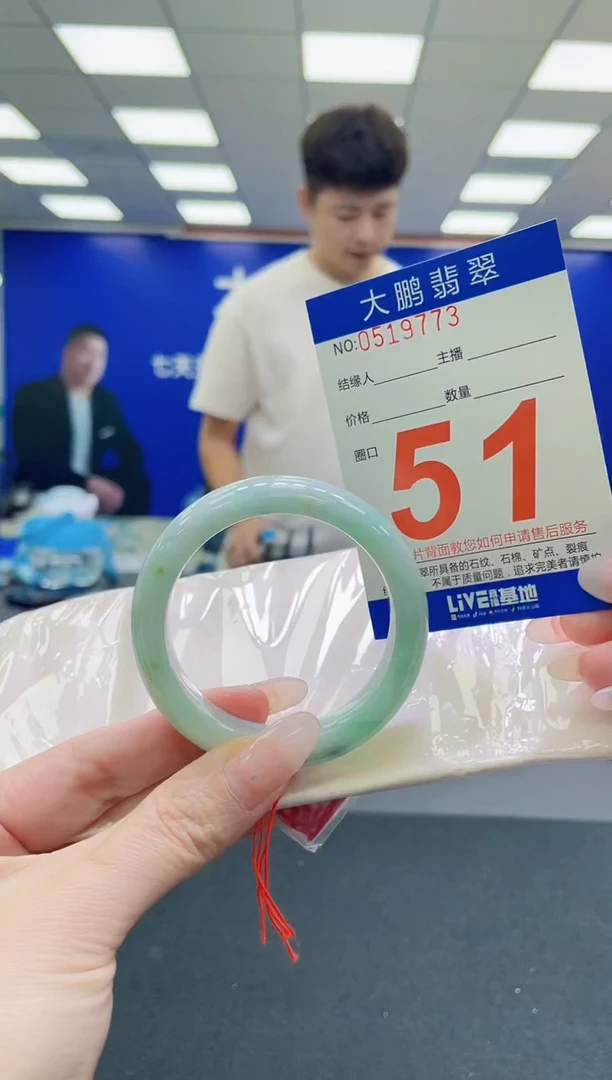 大鹏翡翠
NO:0519773
结缘人 主播
价格 数量
圈口
51
片背面教您如何申请售后服务
翠所具备的石纹、石棉、矿点、裂痕
不属于质量问题，追求完美者请慎
LIVE 基地
七天